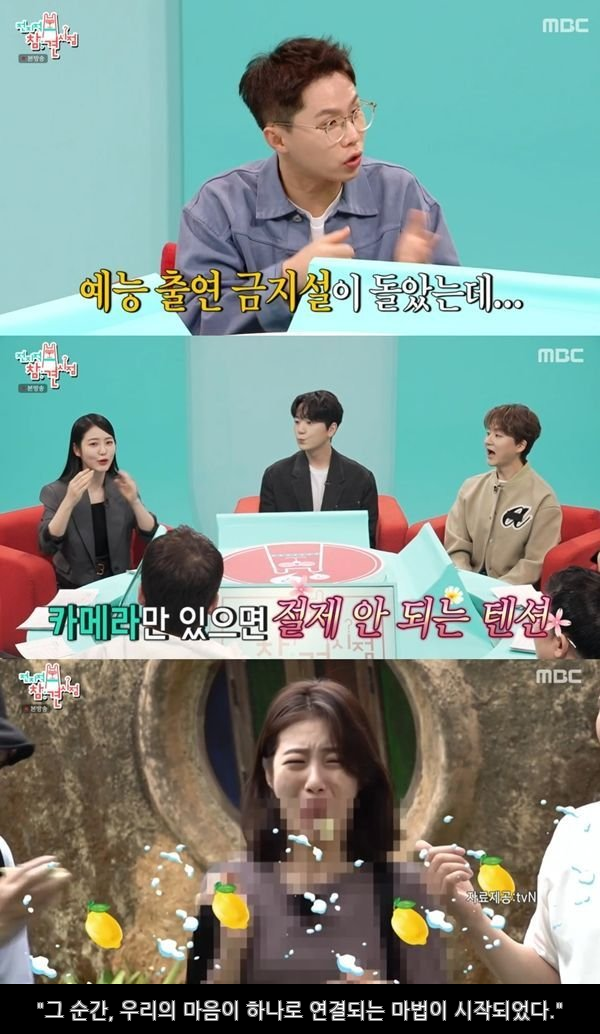 전지적
참견
시점
본방송
MBC
예능 출연 금지설이 돌았는데...
전지적
참견
시점
본방송
MBC
카메라만 있으면 절제 안 되는 텐션
전지적
참견
시점
본방송
MBC
자료제공:tvN
"그 순간, 우리의 마음이 하나로 연결되는 마법이 시작되었다."